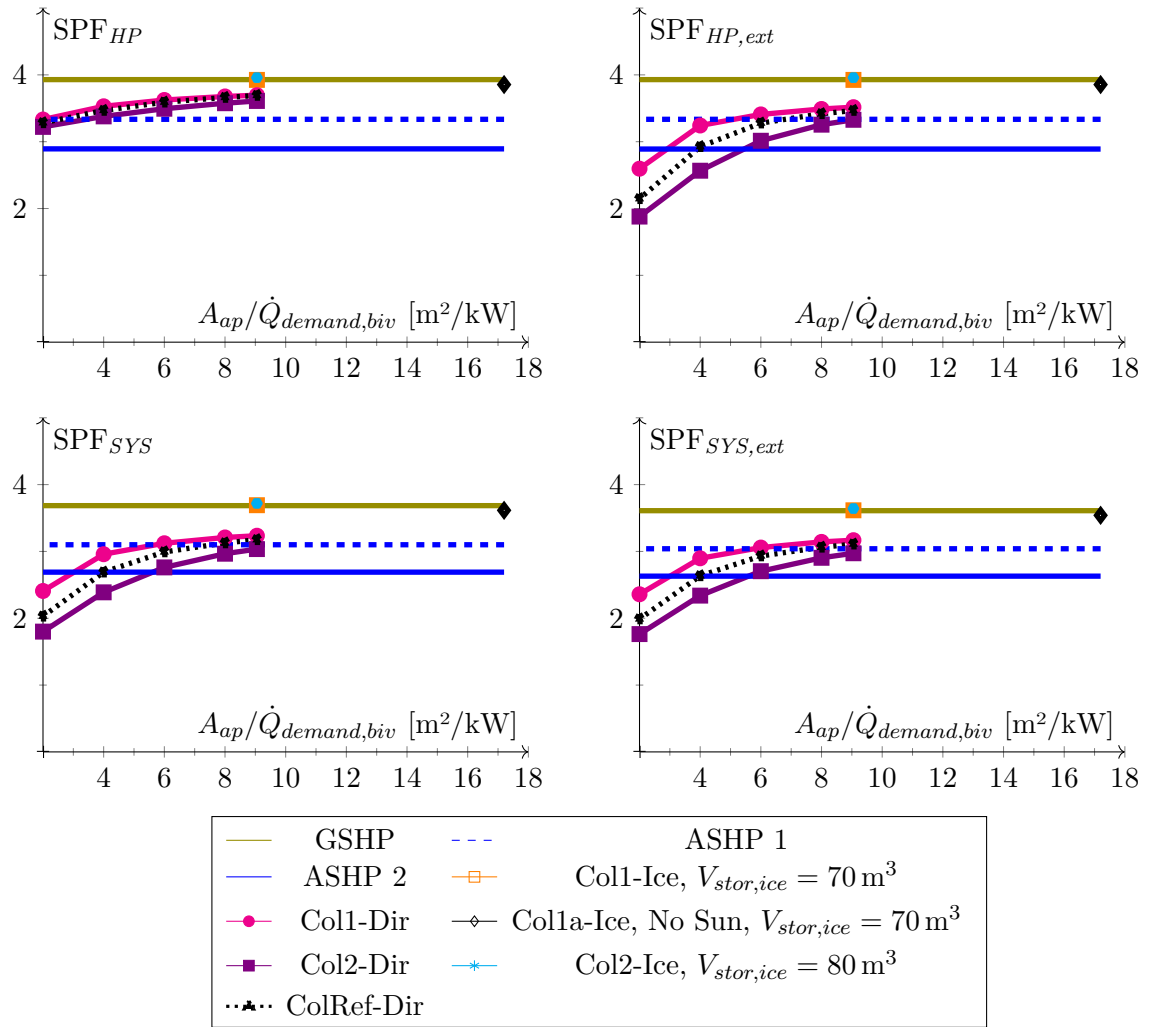 SPF_HP SPF_HP,ext
4 4
2 2
A_ap/Q̇_demand,biv [m²/kW] A_ap/Q̇_demand,biv [m²/kW]
4 6 8 10 12 14 16 18 4 6 8 10 12 14 16 18
SPF_SYS SPF_SYS,ext
4 4
2 2
A_ap/Q̇_demand,biv [m²/kW] A_ap/Q̇_demand,biv [m²/kW]
4 6 8 10 12 14 16 18 4 6 8 10 12 14 16 18
GSHP ASHP 1
ASHP 2 Col1-Ice, V_stor,ice = 70 m³
Col1-Dir Col1a-Ice, No Sun, V_stor,ice = 70 m³
Col2-Dir Col2-Ice, V_stor,ice = 80 m³
ColRef-Dir